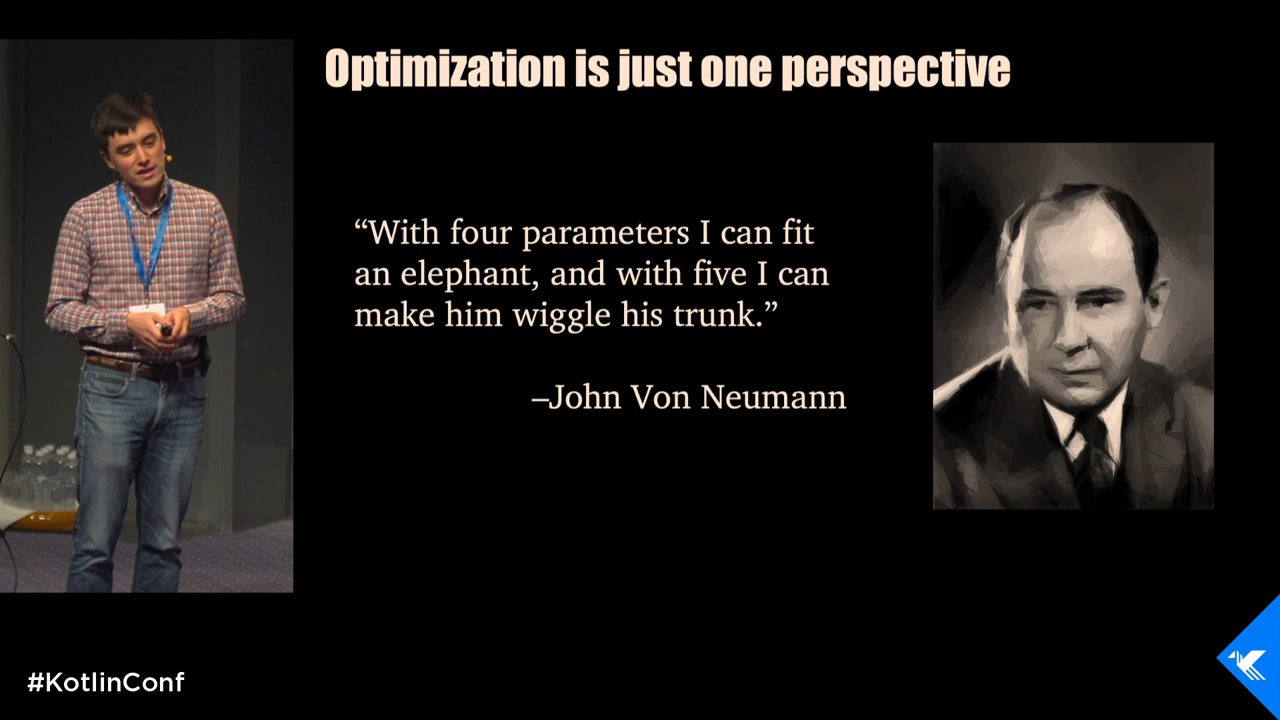 Optimization is just one perspective
“With four parameters I can fit
an elephant, and with five I can
make him wiggle his trunk.”
–John Von Neumann
#KotlinConf